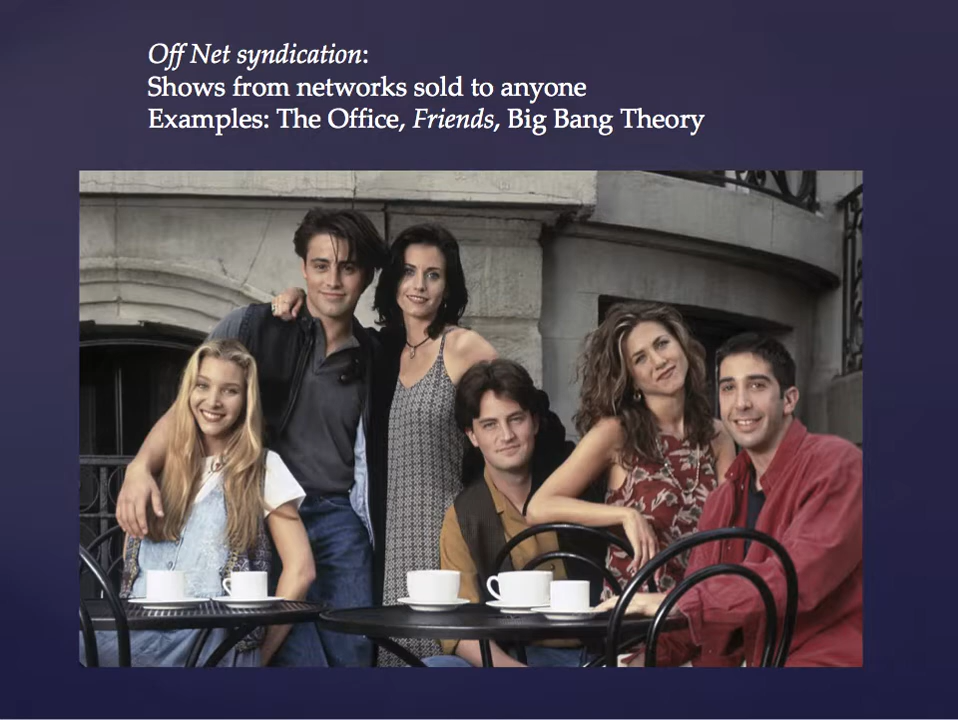 Off Net syndication:
Shows from networks sold to anyone
Examples: The Office, Friends, Big Bang Theory